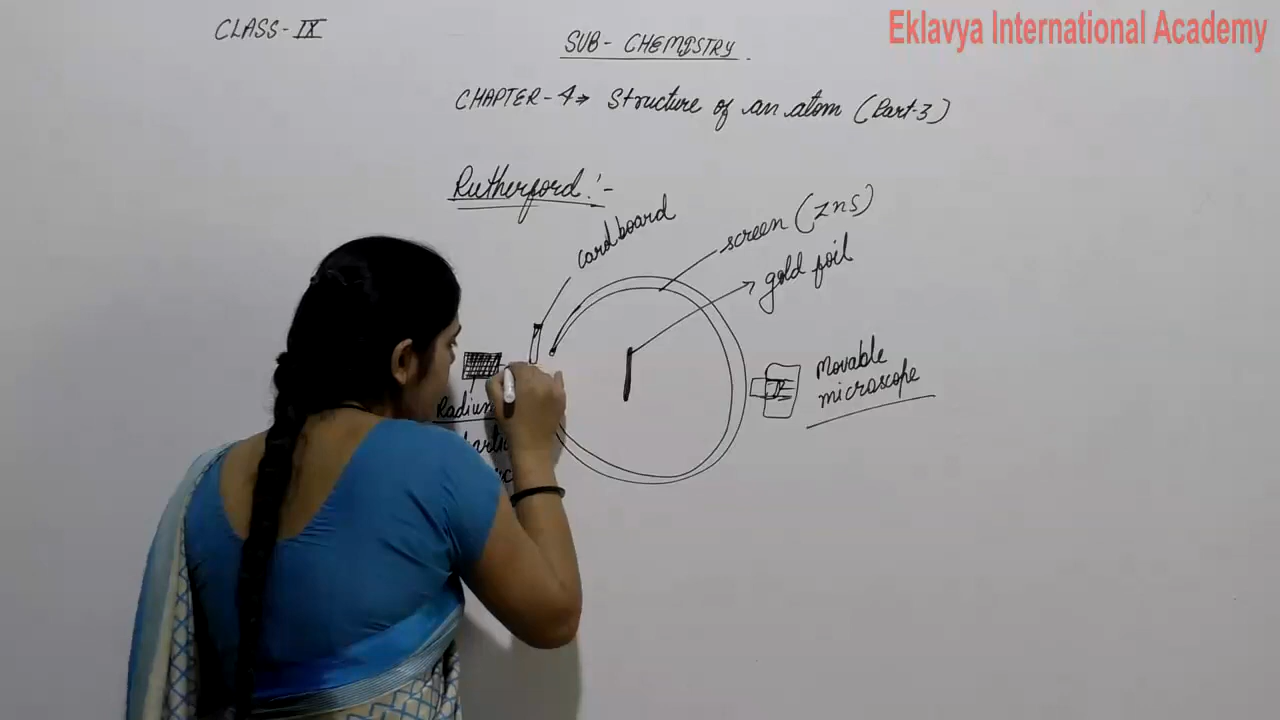 Eklavya International Academy
CLASS-IX
SUB- CHEMISTRY.
CHAPTER-4⇒ Structure of an atom (Part-3)
Rutherford:-
cardboard
screen (ZnS)
gold foil
Movable
microscope
Radium